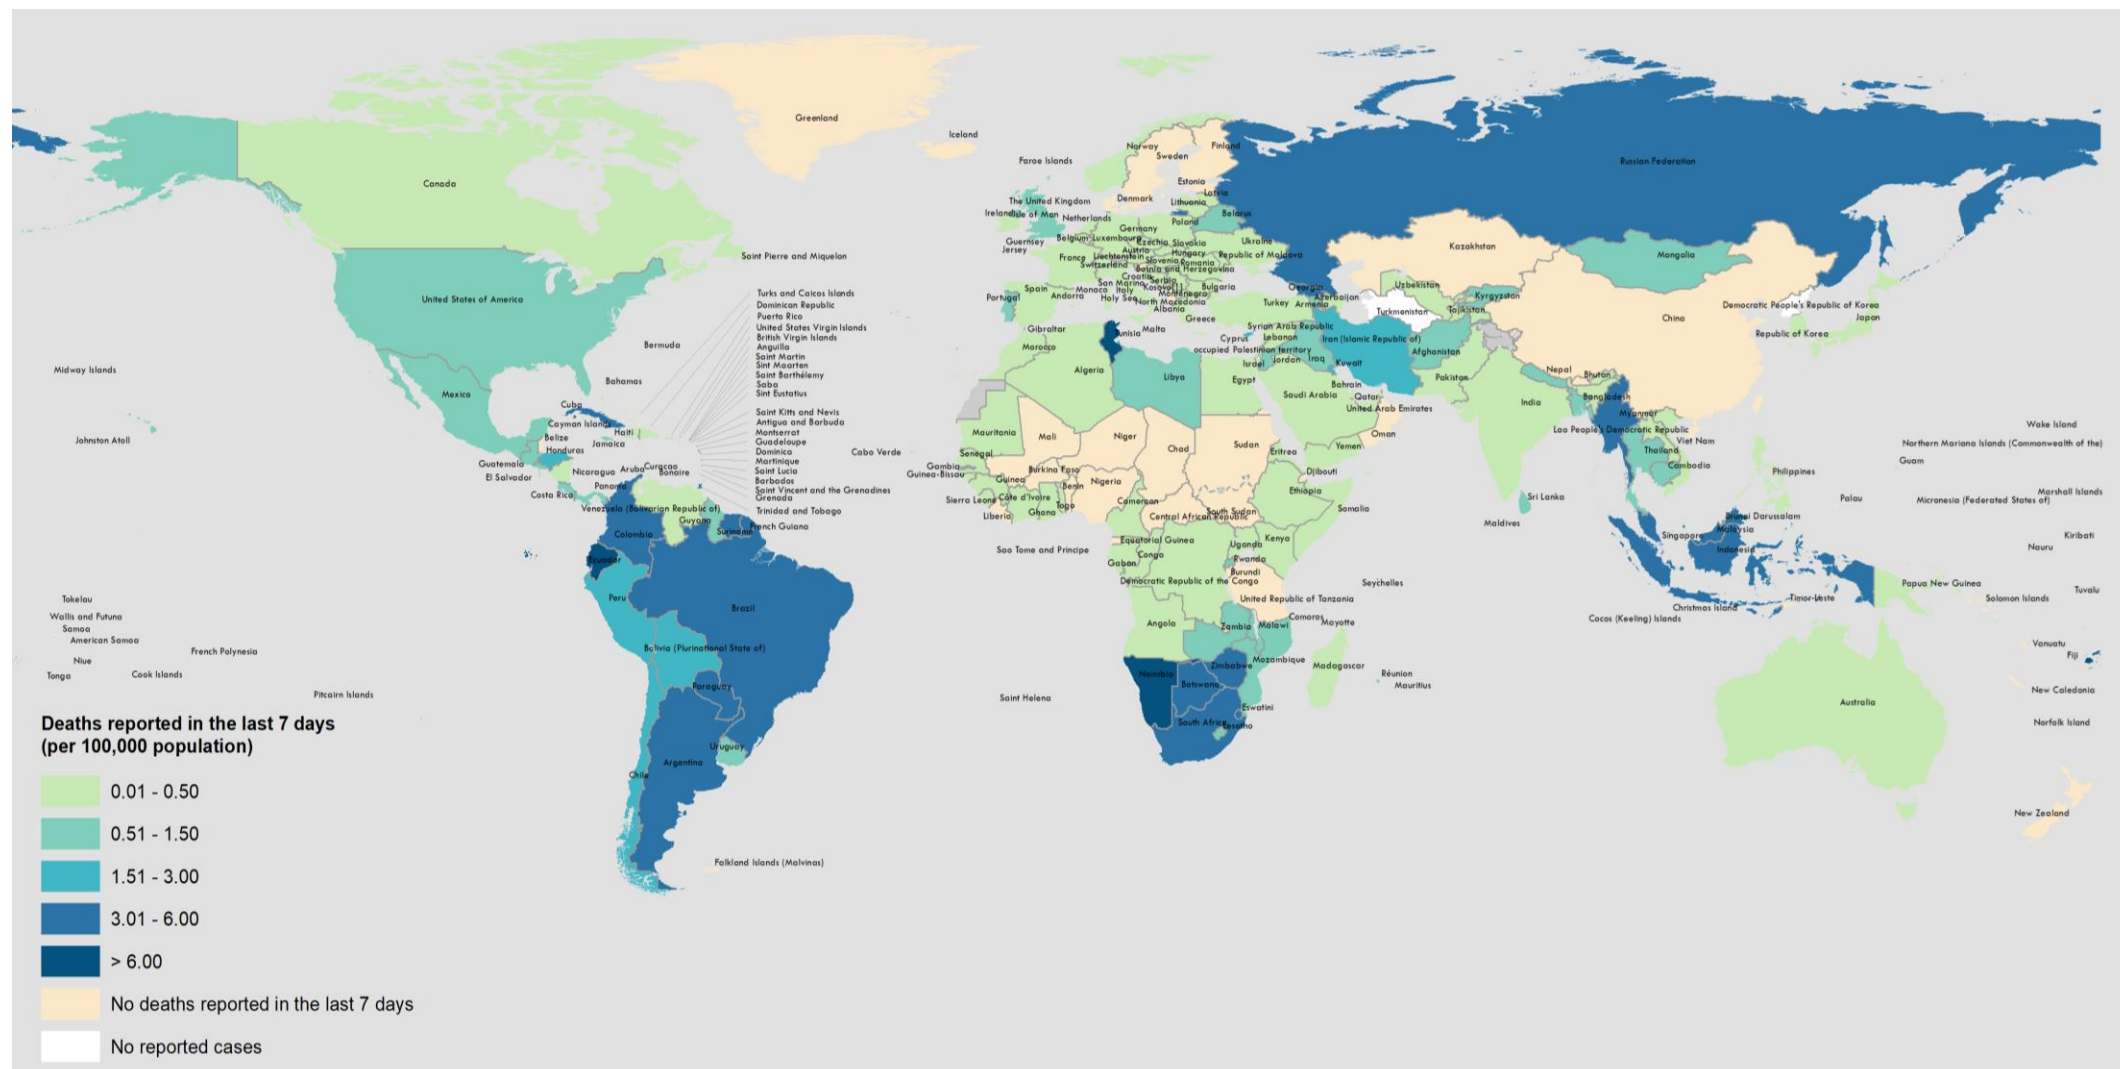 Greenland
Iceland
Faroe Islands
Norway
Sweden
Finland
Russian Federation
Canada
Estonia
Latvia
Denmark
Lithuania
The United Kingdom
Ireland
Isle of Man
Netherlands
Poland
Belarus
Germany
Guernsey
Jersey
Belgium
Luxembourg
Czechia
Slovakia
Ukraine
Austria
France
Liechtenstein
Hungary
Republic of Moldova
Switzerland
Slovenia
Romania
Bosnia and Herzegovina
Croatia
Serbia
San Marino
Italy
Kosovo[1]
Bulgaria
Spain
Andorra
Monaco
Holy See
Montenegro
North Macedonia
Portugal
Albania
Greece
Turkey
Georgia
Armenia
Azerbaijan
Kazakhstan
Mongolia
Uzbekistan
Kyrgyzstan
Turkmenistan
Tajikistan
China
Democratic People's Republic of Korea
Japan
Republic of Korea
Saint Pierre and Miquelon
United States of America
Turks and Caicos Islands
Dominican Republic
Puerto Rico
United States Virgin Islands
British Virgin Islands
Anguilla
Saint Martin
Sint Maarten
Saint Barthélemy
Saba
Sint Eustatius
Saint Kitts and Nevis
Antigua and Barbuda
Montserrat
Guadeloupe
Dominica
Martinique
Saint Lucia
Barbados
Saint Vincent and the Grenadines
Grenada
Trinidad and Tobago
Bermuda
Bahamas
Midway Islands
Mexico
Cuba
Cayman Islands
Haiti
Belize
Jamaica
Honduras
Johnston Atoll
Guatemala
El Salvador
Nicaragua
Aruba
Curacao
Bonaire
Costa Rica
Panama
Venezuela (Bolivarian Republic of)
Guyana
Suriname
French Guiana
Colombia
Ecuador
Peru
Brazil
Bolivia (Plurinational State of)
Paraguay
Uruguay
Argentina
Chile
Falkland Islands (Malvinas)
Gibraltar
Tunisia
Malta
Morocco
Algeria
Libya
Egypt
Cyprus
Syrian Arab Republic
Lebanon
occupied Palestinian territory
Israel
Jordan
Iraq
Iran (Islamic Republic of)
Kuwait
Afghanistan
Bahrain
Qatar
Saudi Arabia
United Arab Emirates
Oman
Yemen
Pakistan
Nepal
Bhutan
India
Bangladesh
Myanmar
Lao People's Democratic Republic
Viet Nam
Thailand
Cambodia
Philippines
Sri Lanka
Maldives
Cabo Verde
Mauritania
Mali
Niger
Chad
Sudan
Eritrea
Djibouti
Senegal
Gambia
Guinea-Bissau
Guinea
Burkina Faso
Benin
Nigeria
Sierra Leone
Côte d'Ivoire
Liberia
Ghana
Togo
Cameroon
Central African Republic
South Sudan
Ethiopia
Somalia
Sao Tome and Principe
Equatorial Guinea
Gabon
Congo
Uganda
Kenya
Rwanda
Burundi
Democratic Republic of the Congo
United Republic of Tanzania
Seychelles
Angola
Zambia
Malawi
Comoros
Mayotte
Mozambique
Zimbabwe
Madagascar
Réunion
Mauritius
Namibia
Botswana
Saint Helena
South Africa
Eswatini
Lesotho
Wake Island
Northern Mariana Islands (Commonwealth of the)
Guam
Palau
Marshall Islands
Micronesia (Federated States of)
Brunei Darussalam
Malaysia
Singapore
Indonesia
Kiribati
Nauru
Papua New Guinea
Timor-Leste
Solomon Islands
Tuvalu
Christmas Island
Cocos (Keeling) Islands
Vanuatu
Fiji
New Caledonia
Australia
Norfolk Island
New Zealand
Tokelau
Wallis and Futuna
Samoa
American Samoa
French Polynesia
Niue
Tonga
Cook Islands
Pitcairn Islands
Deaths reported in the last 7 days
(per 100,000 population)
0.01 - 0.50
0.51 - 1.50
1.51 - 3.00
3.01 - 6.00
> 6.00
No deaths reported in the last 7 days
No reported cases